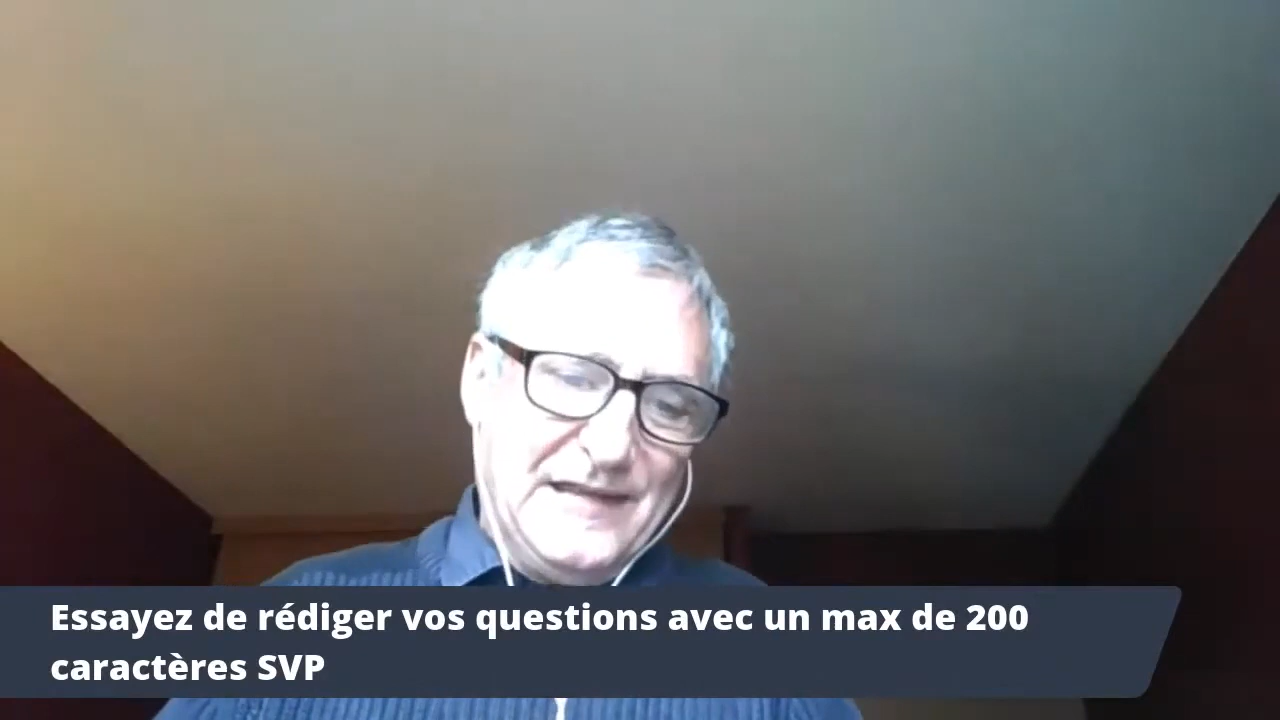 Essayez de rédiger vos questions avec un max de 200
caractères SVP